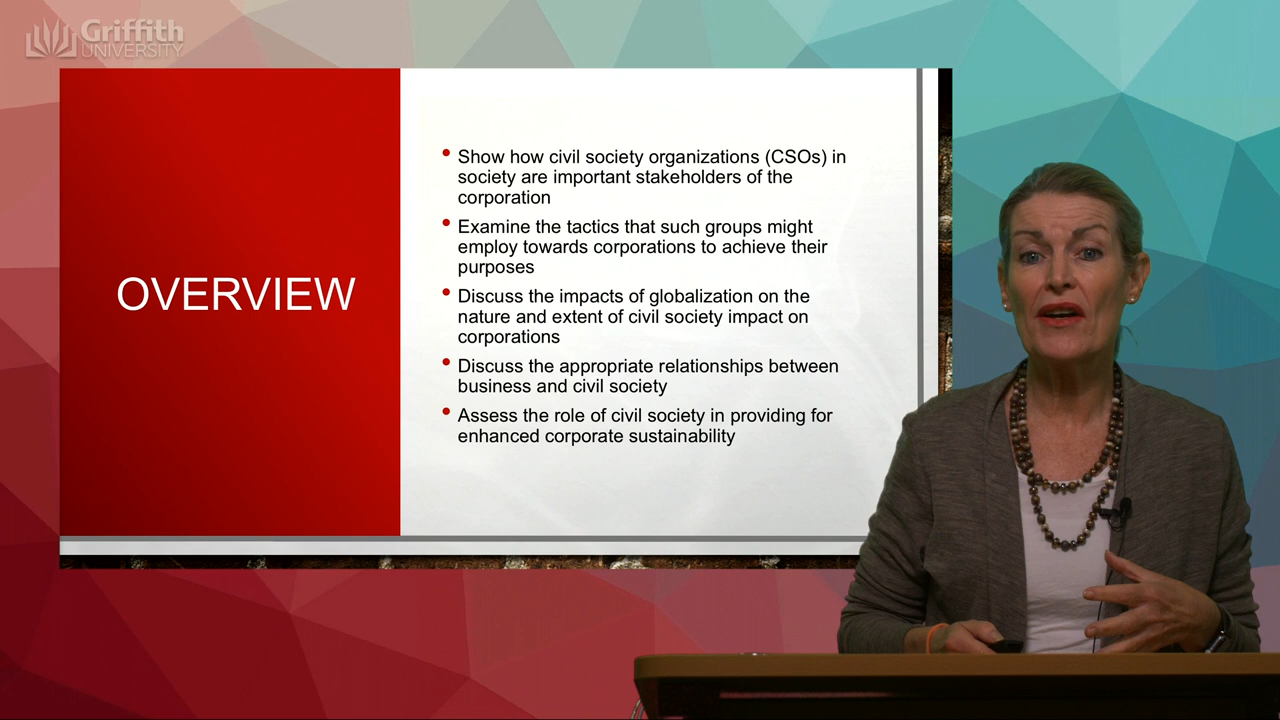 Griffith
UNIVERSITY
OVERVIEW
• Show how civil society organizations (CSOs) in
society are important stakeholders of the
corporation
• Examine the tactics that such groups might
employ towards corporations to achieve their
purposes
• Discuss the impacts of globalization on the
nature and extent of civil society impact on
corporations
• Discuss the appropriate relationships between
business and civil society
• Assess the role of civil society in providing for
enhanced corporate sustainability